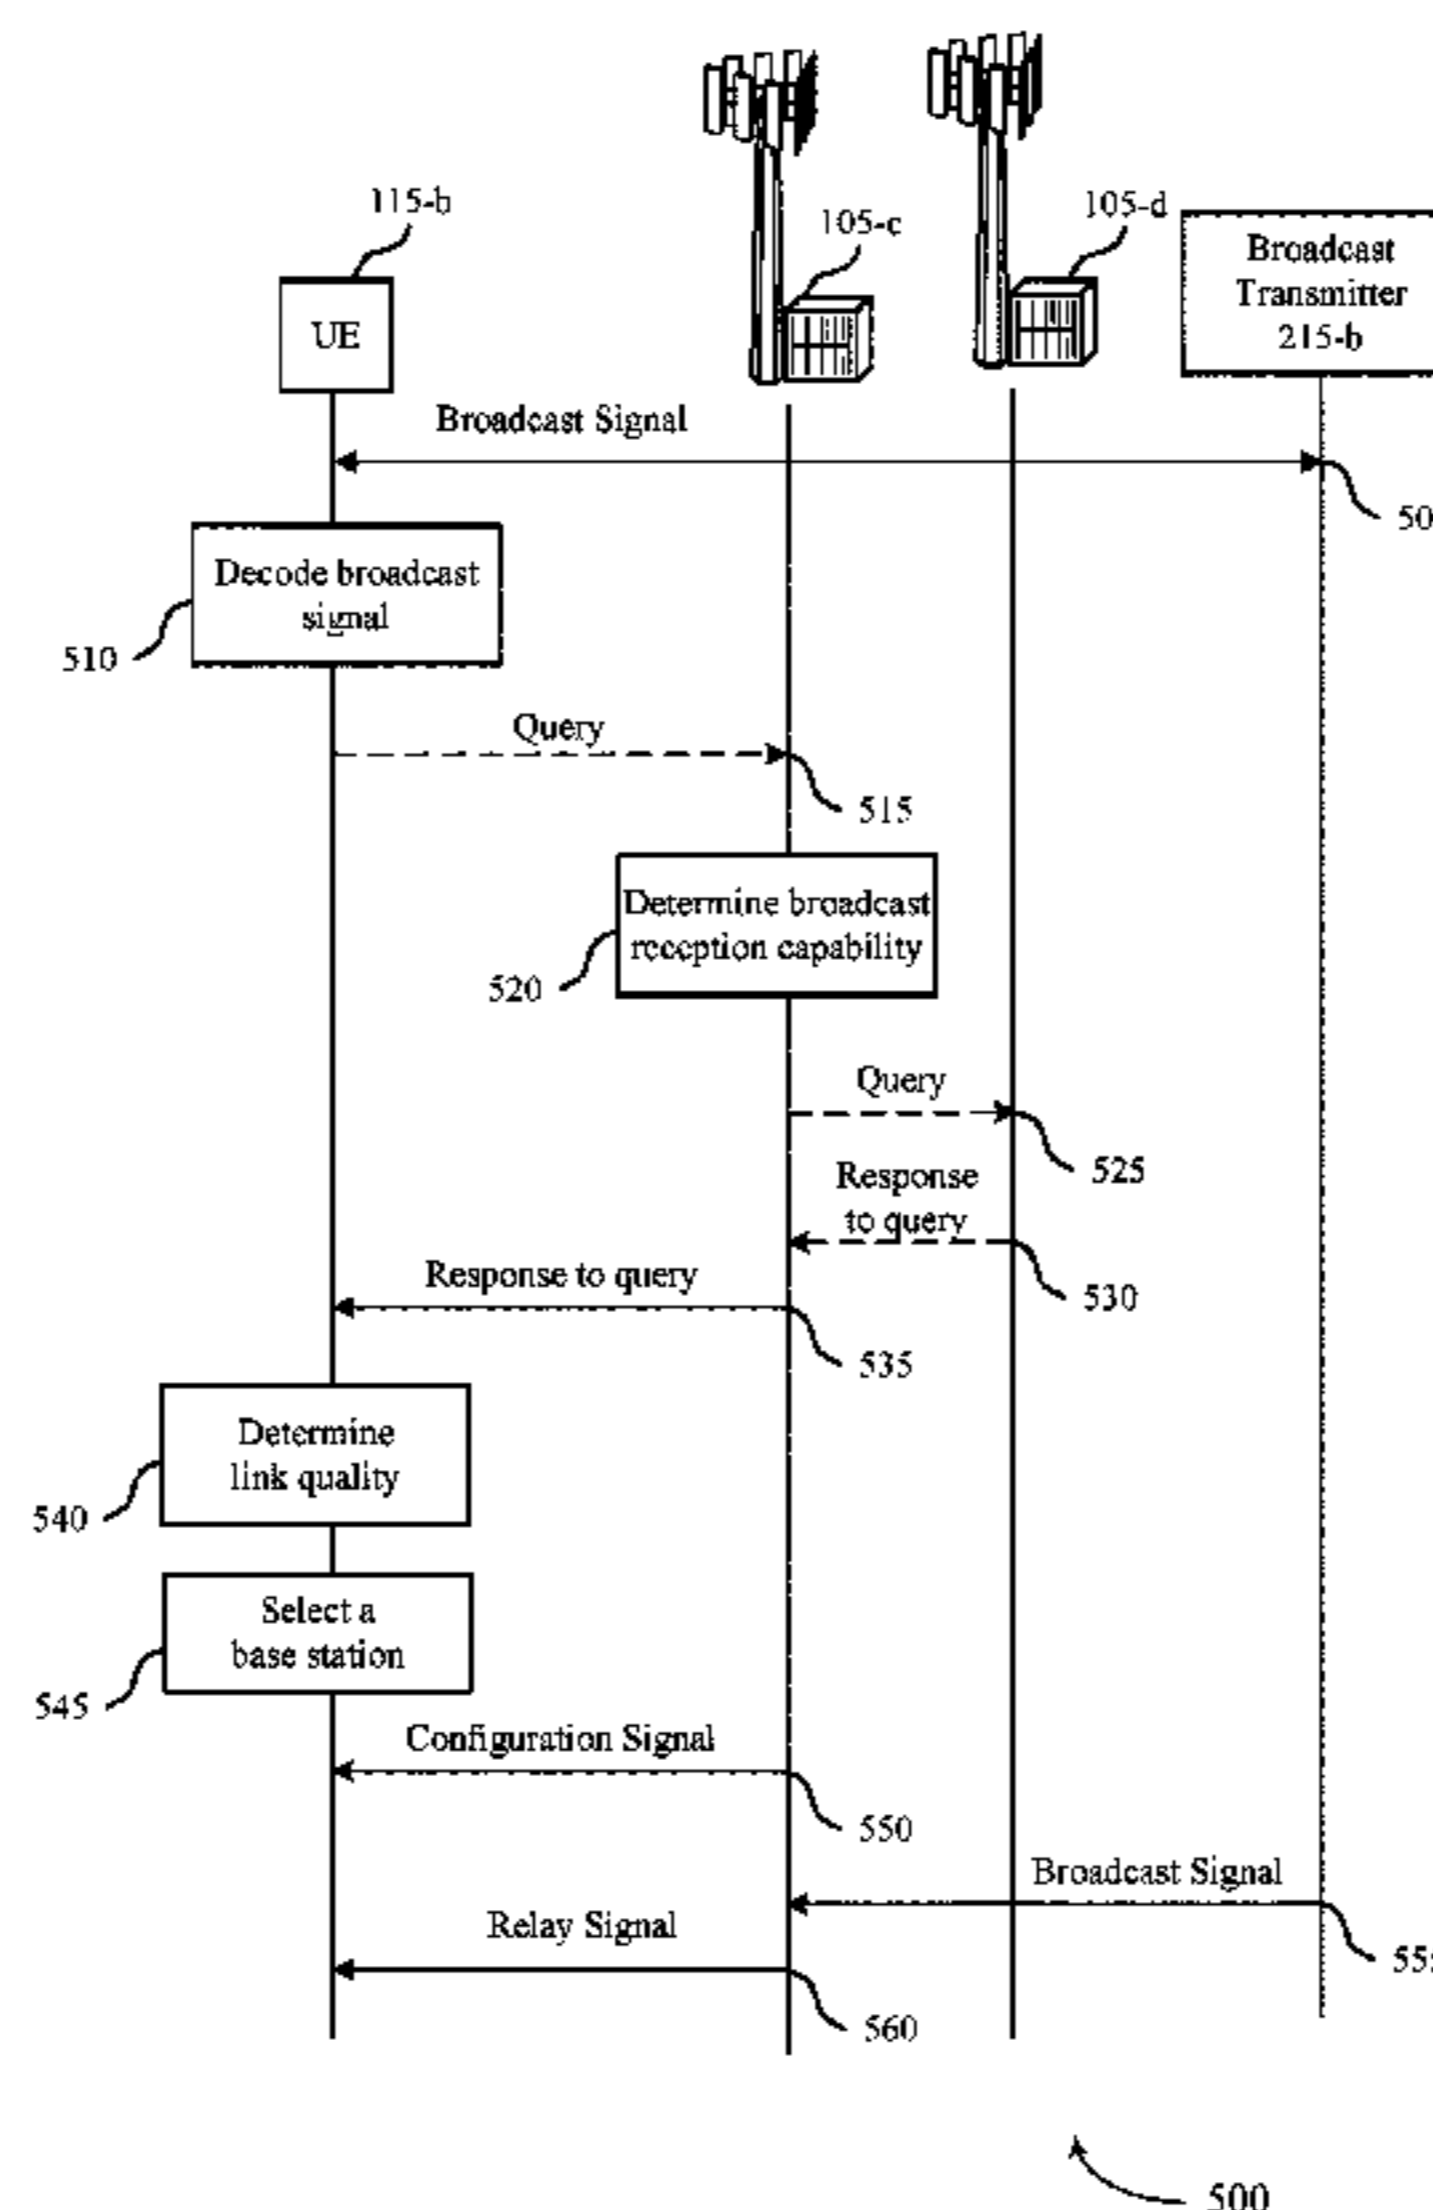 115-b
105-c
105-d
UE
Broadcast
Transmitter
215-b
Broadcast Signal
50
Decode broadcast
signal
510
Query
515
Determine broadcast
reception capability
520
Query
525
Response
to query
530
Response to query
535
Determine
link quality
540
Select a
base station
545
Configuration Signal
550
Broadcast Signal
555
Relay Signal
560
500